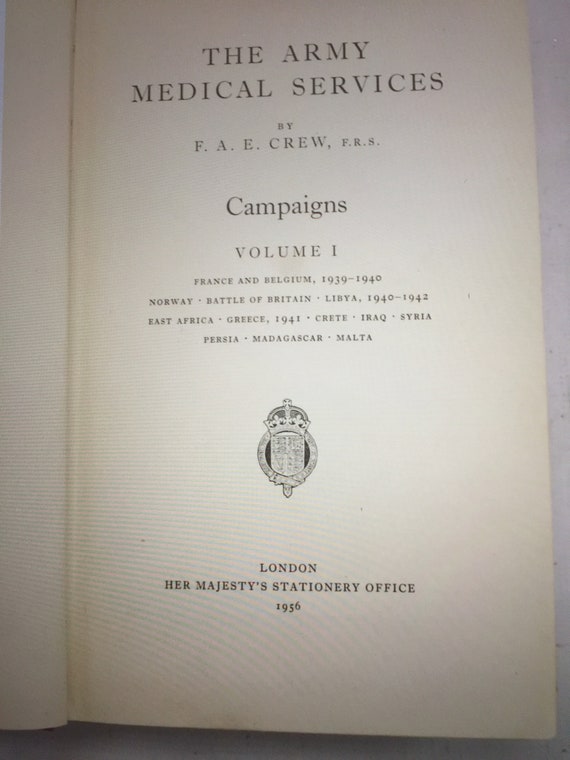 THE ARMY
MEDICAL SERVICES
BY
F. A. E. CREW, F.R.S.
Campaigns
VOLUME I
FRANCE AND BELGIUM, 1939–1940
NORWAY · BATTLE OF BRITAIN · LIBYA, 1940–1942
EAST AFRICA · GREECE, 1941 · CRETE · IRAQ · SYRIA
PERSIA · MADAGASCAR · MALTA
LONDON
HER MAJESTY'S STATIONERY OFFICE
1956